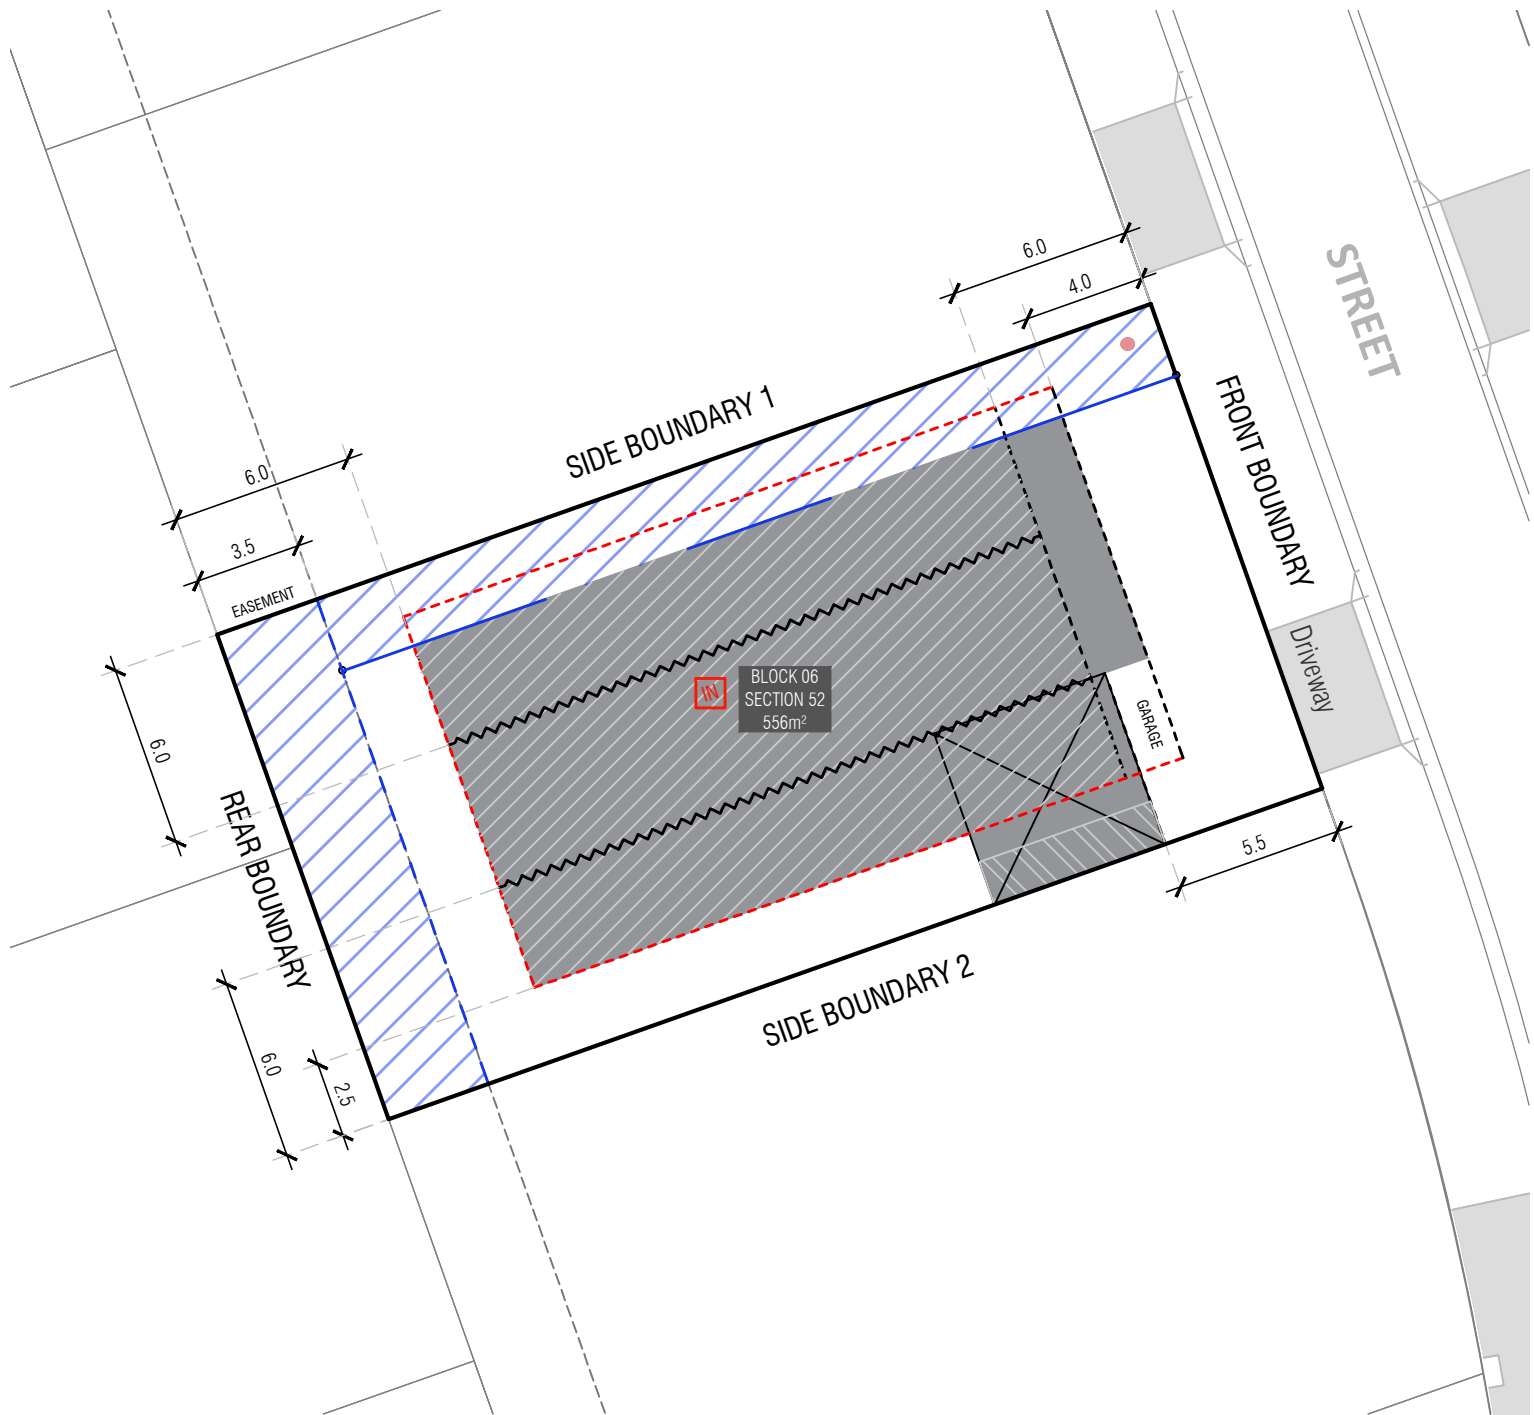 STREET
6.0
4.0
SIDE BOUNDARY 1
FRONT BOUNDARY
6.0
3.5
EASEMENT
Driveway
IN
BLOCK 06
SECTION 52
556m²
GARAGE
6.0
REAR BOUNDARY
5.5
SIDE BOUNDARY 2
6.0
2.5